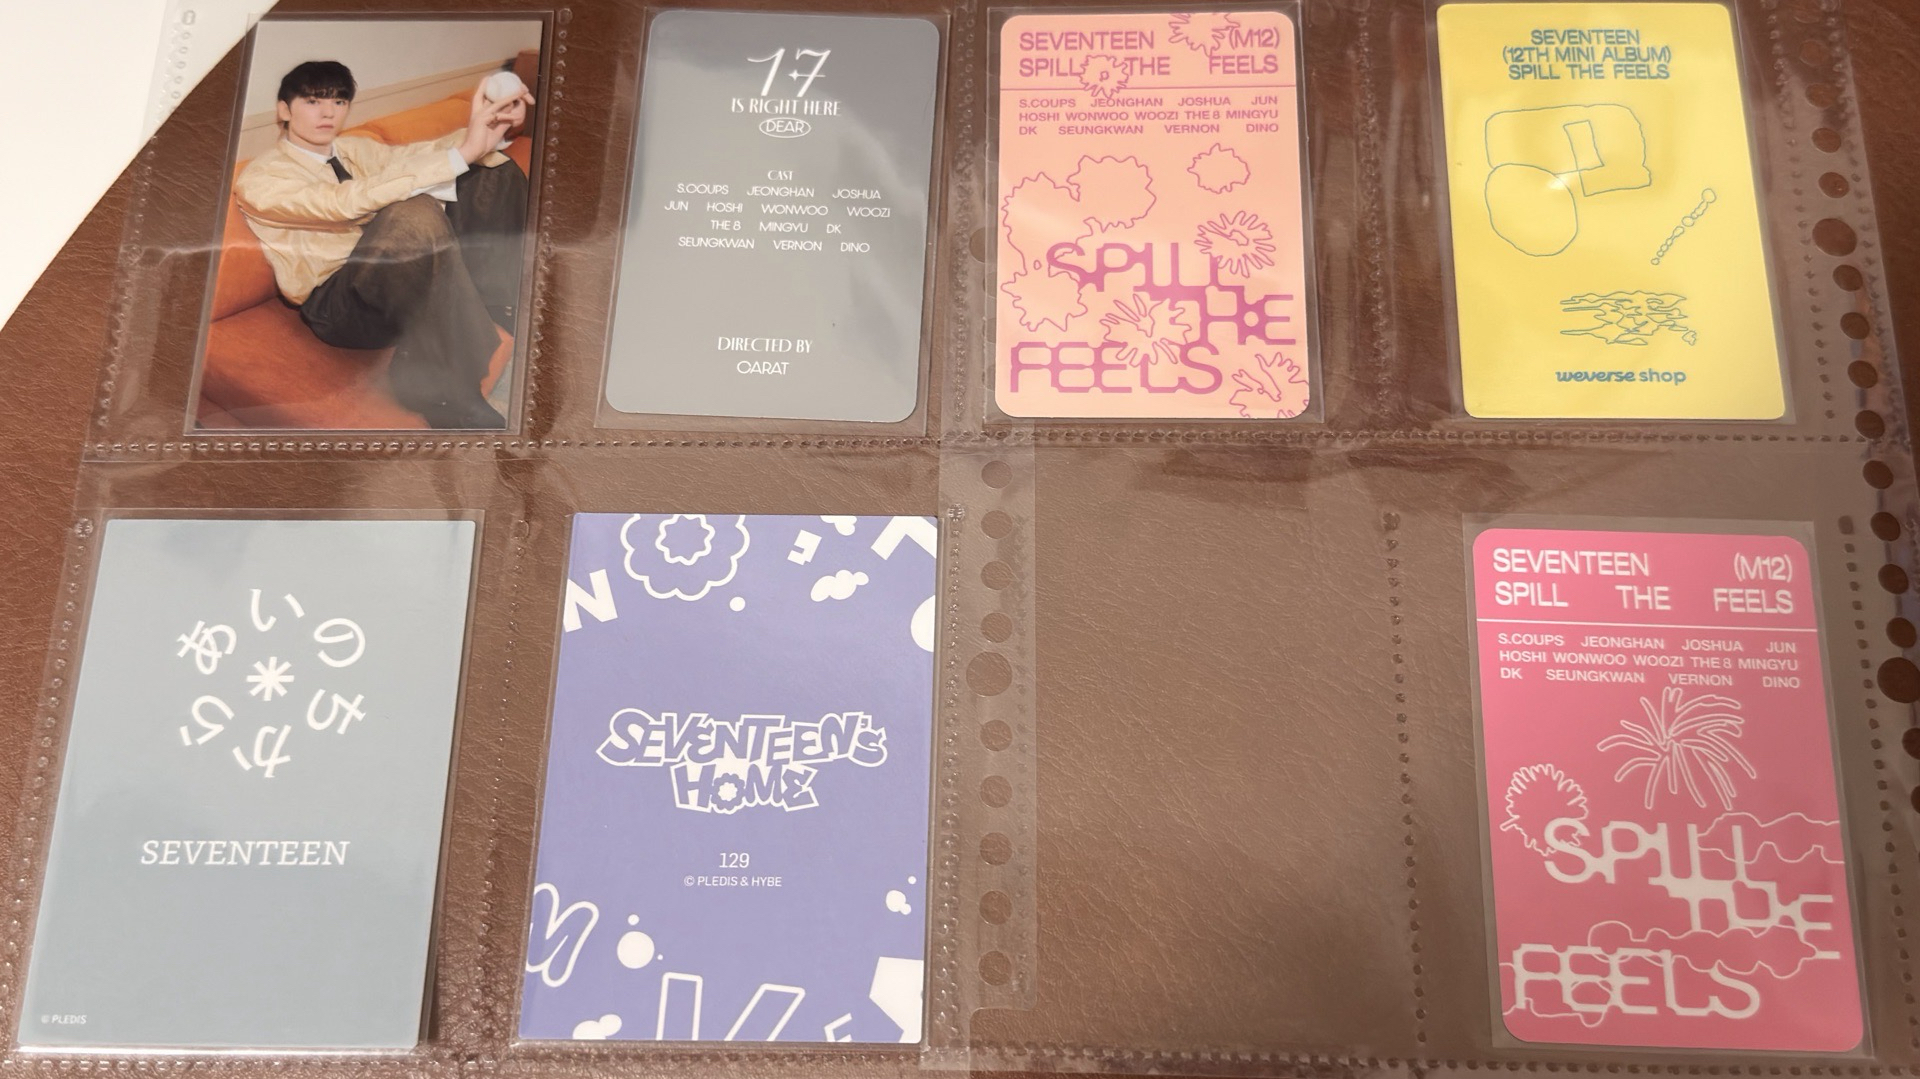 17
IS RIGHT HERE
DEAR
CAST
S.COUPS JEONGHAN JOSHUA
JUN HOSHI WONWOO WOOZI
THE 8 MINGYU DK
SEUNGKWAN VERNON DINO
DIRECTED BY
CARAT
SEVENTEEN (M12)
SPILL THE FEELS
S.COUPS JEONGHAN JOSHUA JUN
HOSHI WONWOO WOOZI THE 8 MINGYU
DK SEUNGKWAN VERNON DINO
SPILL
THE
FEELS
SEVENTEEN
(12TH MINI ALBUM)
SPILL THE FEELS
weverse shop
いのちかいらあ
SEVENTEEN
© PLEDIS
SEVENTEEN's
HOME
129
© PLEDIS & HYBE
SEVENTEEN (M12)
SPILL THE FEELS
S.COUPS JEONGHAN JOSHUA JUN
HOSHI WONWOO WOOZI THE 8 MINGYU
DK SEUNGKWAN VERNON DINO
SPILL
THE
FEELS